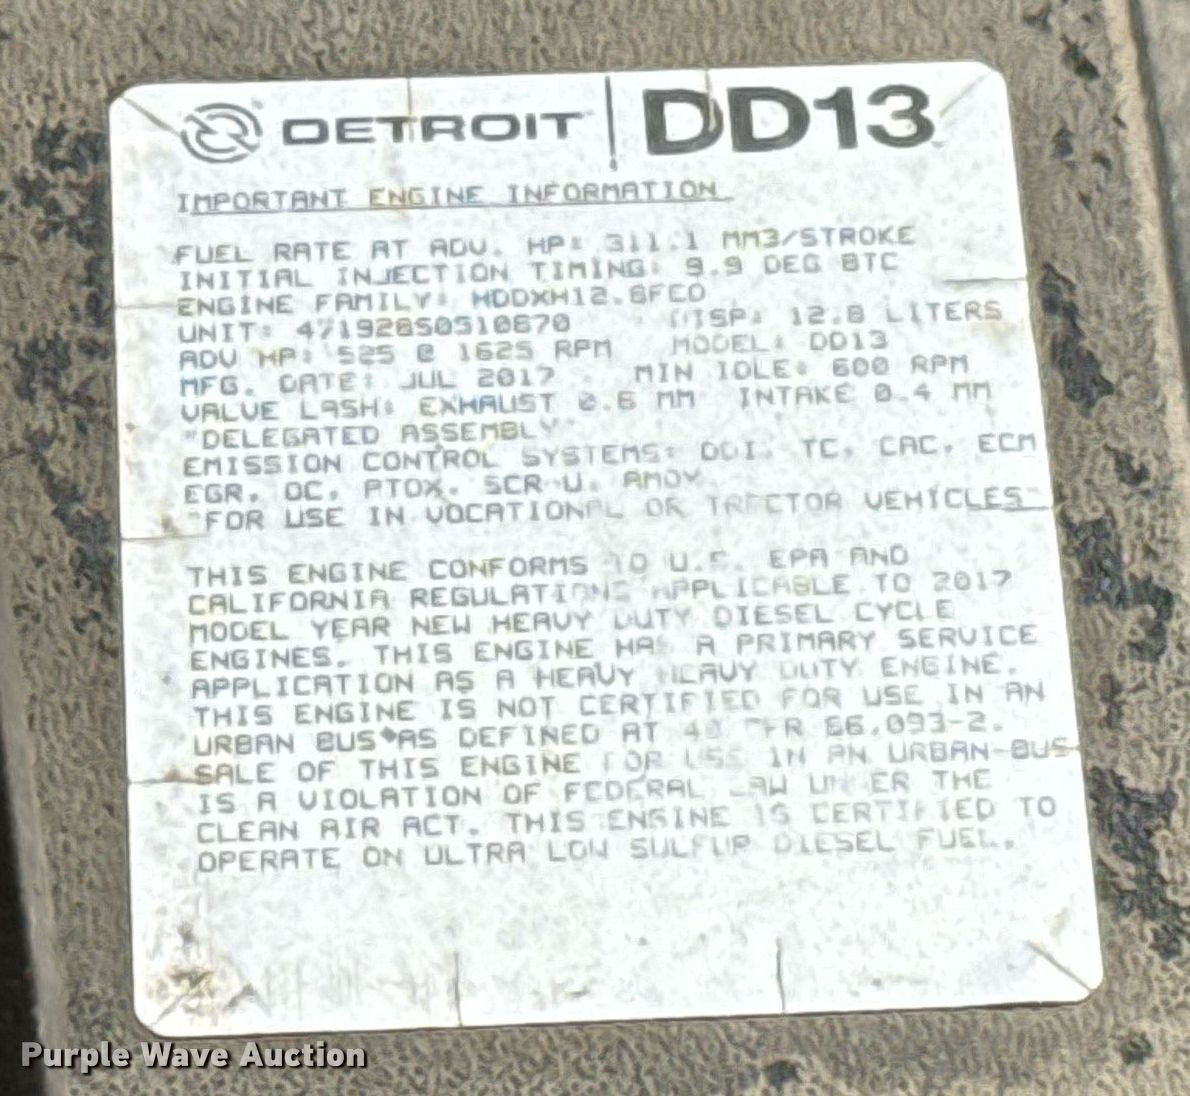 DETROIT | DD13
IMPORTANT ENGINE INFORMATION
FUEL RATE AT ADV. HP: 311.1 MM3/STROKE
INITIAL INJECTION TIMING: 9.9 DEG BTC
ENGINE FAMILY: HDDXH12.8FED
UNIT: 471928S0510670 DISP: 12.8 LITERS
ADV HP: 525 @ 1625 RPM MODEL: DD13
MFG. DATE: JUL 2017 MIN IDLE: 600 RPM
VALVE LASH: EXHAUST 0.6 MM INTAKE 0.4 MM
"DELEGATED ASSEMBLY"
EMISSION CONTROL SYSTEMS: DDI, TC, CAC, ECM
EGR, OC, PTOX, SCR-U, AMOX
"FOR USE IN VOCATIONAL OR TRACTOR VEHICLES"
THIS ENGINE CONFORMS TO U.S. EPA AND
CALIFORNIA REGULATIONS APPLICABLE TO 2017
MODEL YEAR NEW HEAVY DUTY DIESEL CYCLE
ENGINES. THIS ENGINE HAS A PRIMARY SERVICE
APPLICATION AS A HEAVY HEAVY DUTY ENGINE.
THIS ENGINE IS NOT CERTIFIED FOR USE IN AN
URBAN BUS AS DEFINED AT 40 CFR 86.093-2.
SALE OF THIS ENGINE FOR USE IN AN URBAN-BUS
IS A VIOLATION OF FEDERAL LAW UNDER THE
CLEAN AIR ACT. THIS ENGINE IS CERTIFIED TO
OPERATE ON ULTRA LOW SULFUR DIESEL FUEL.
Purple Wave Auction